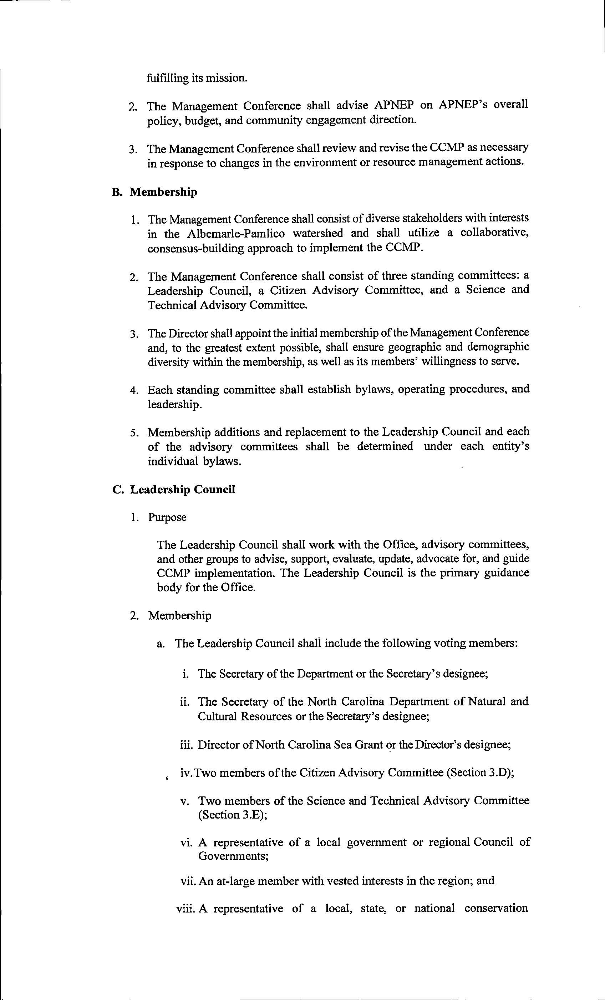 fulfilling its mission.
2. The Management Conference shall advise APNEP on APNEP's overall
policy, budget, and community engagement direction.
3. The Management Conference shall review and revise the CCMP as necessary
in response to changes in the environment or resource management actions.
B. Membership
1. The Management Conference shall consist of diverse stakeholders with interests
in the Albemarle-Pamlico watershed and shall utilize a collaborative,
consensus-building approach to implement the CCMP.
2. The Management Conference shall consist of three standing committees: a
Leadership Council, a Citizen Advisory Committee, and a Science and
Technical Advisory Committee.
3. The Director shall appoint the initial membership of the Management Conference
and, to the greatest extent possible, shall ensure geographic and demographic
diversity within the membership, as well as its members' willingness to serve.
4. Each standing committee shall establish bylaws, operating procedures, and
leadership.
5. Membership additions and replacement to the Leadership Council and each
of the advisory committees shall be determined under each entity's
individual bylaws.
C. Leadership Council
1. Purpose
The Leadership Council shall work with the Office, advisory committees,
and other groups to advise, support, evaluate, update, advocate for, and guide
CCMP implementation. The Leadership Council is the primary guidance
body for the Office.
2. Membership
a. The Leadership Council shall include the following voting members:
i. The Secretary of the Department or the Secretary's designee;
ii. The Secretary of the North Carolina Department of Natural and
Cultural Resources or the Secretary's designee;
iii. Director of North Carolina Sea Grant or the Director's designee;
iv. Two members of the Citizen Advisory Committee (Section 3.D);
v. Two members of the Science and Technical Advisory Committee
(Section 3.E);
vi. A representative of a local government or regional Council of
Governments;
vii. An at-large member with vested interests in the region; and
viii. A representative of a local, state, or national conservation